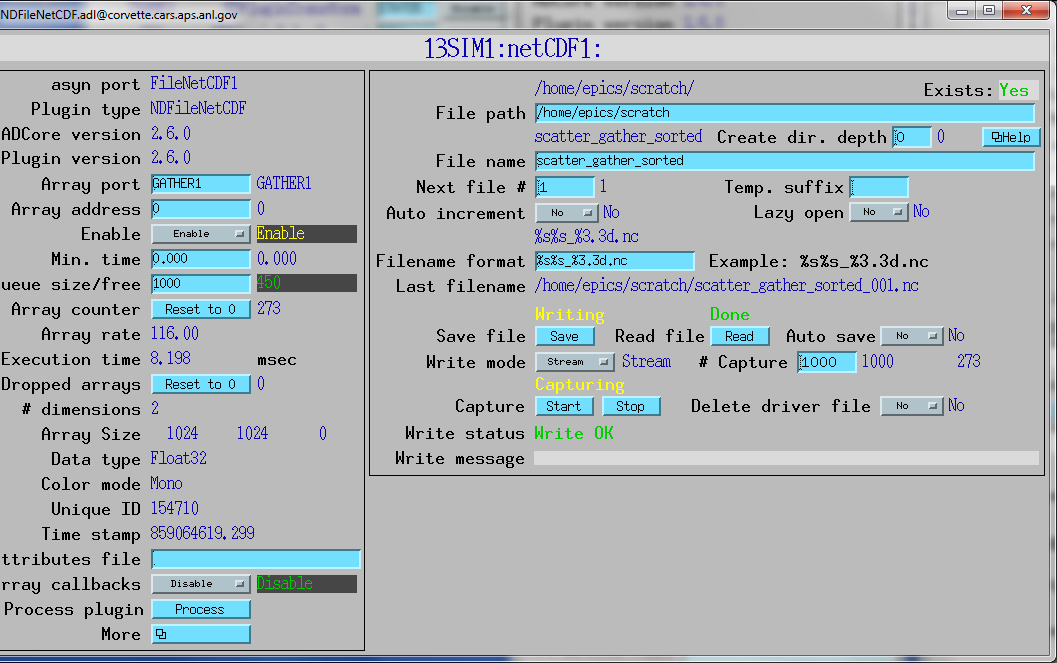 NDFileNetCDF.adl@corvette.cars.aps.anl.gov
13SIM1:netCDF1:
asyn port FileNetCDF1
Plugin type NDFileNetCDF
ADCore version 2.6.0
Plugin version 2.6.0
Array port GATHER1 GATHER1
Array address 0 0
Enable Enable Enable
Min. time 0.000 0.000
ueue size/free 1000 450
Array counter Reset to 0 273
Array rate 116.00
Execution time 8.198 msec
Dropped arrays Reset to 0 0
# dimensions 2
Array Size 1024 1024 0
Data type Float32
Color mode Mono
Unique ID 154710
Time stamp 859064619.299
ttributes file
rray callbacks Disable Disable
Process plugin Process
More
/home/epics/scratch/ Exists: Yes
File path /home/epics/scratch
scatter_gather_sorted Create dir. depth 0 0 Help
File name scatter_gather_sorted
Next file # 1 1 Temp. suffix
Auto increment No No Lazy open No No
%s%s_%3.3d.nc
Filename format %s%s_%3.3d.nc Example: %s%s_%3.3d.nc
Last filename /home/epics/scratch/scatter_gather_sorted_001.nc
Writing Done
Save file Save Read file Read Auto save No No
Write mode Stream Stream # Capture 1000 1000 273
Capturing
Capture Start Stop Delete driver file No No
Write status Write OK
Write message